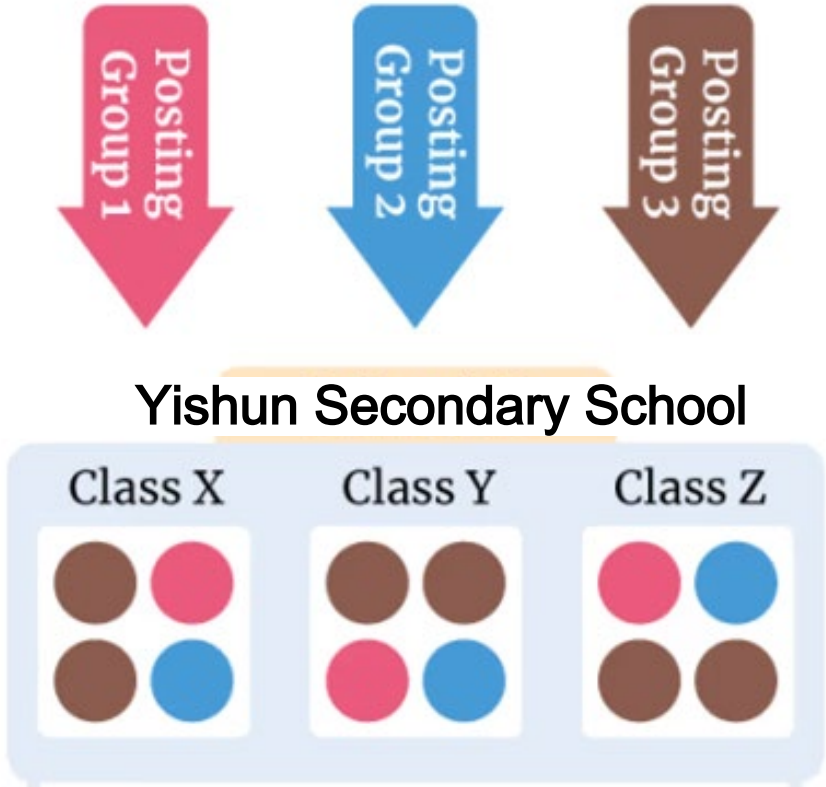 Posting
Group 1
Posting
Group 2
Posting
Group 3
Yishun Secondary School
Class X
Class Y
Class Z